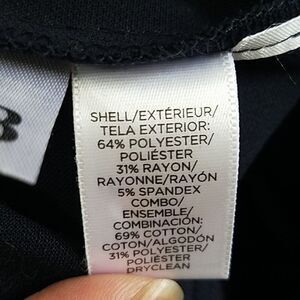 B
SHELL/EXTÉRIEUR/
TELA EXTERIOR:
64% POLYESTER/
POLIÉSTER
31% RAYON/
RAYONNE/RAYÓN
5% SPANDEX
COMBO/
ENSEMBLE/
COMBINACIÓN:
69% COTTON/
COTON/ALGODÓN
31% POLYESTER/
POLIÉSTER
DRYCLEAN